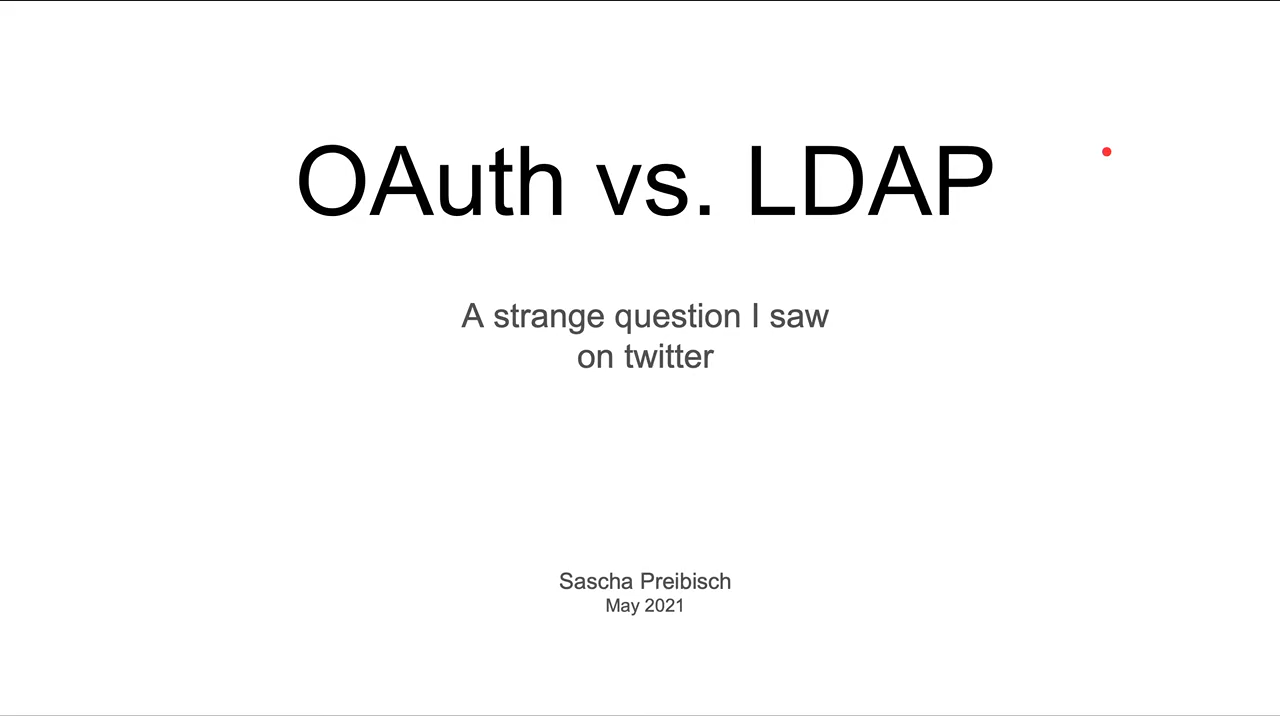 OAuth vs. LDAP
A strange question I saw
on twitter
Sascha Preibisch
May 2021